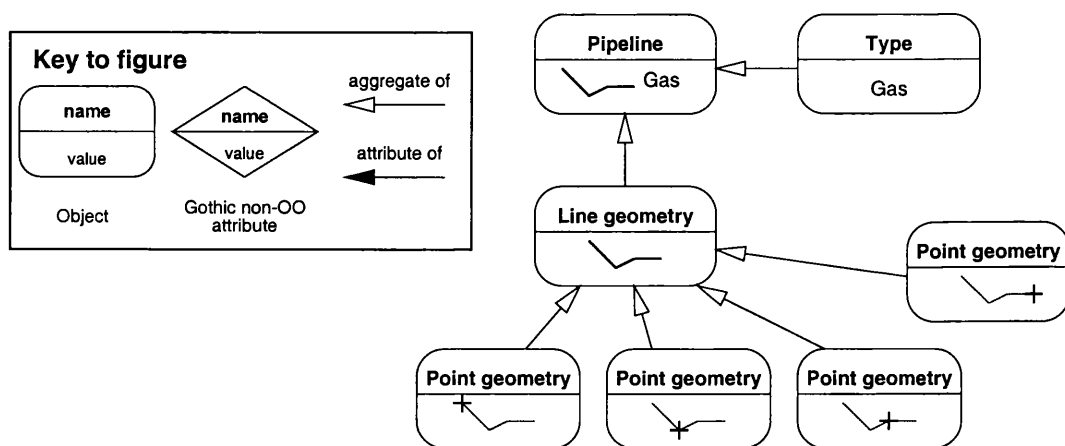 Key to figure
name
value
Object
name
value
Gothic non-OO
attribute
aggregate of
attribute of
Pipeline
Gas
Type
Gas
Line geometry
Point geometry
Point geometry
Point geometry
Point geometry